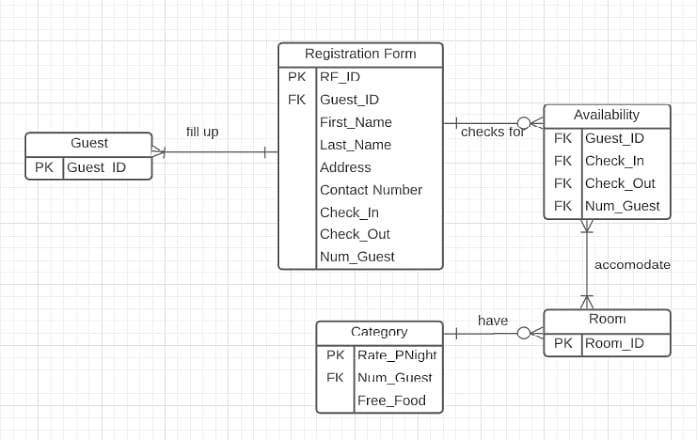 Registration Form
PK RF_ID
FK Guest_ID
First_Name
Last_Name
Address
Contact Number
Check_In
Check_Out
Num_Guest
fill up
Guest
PK Guest_ID
checks for
Availability
FK Guest_ID
FK Check_In
FK Check_Out
FK Num_Guest
accomodate
Room
PK Room_ID
have
Category
PK Rate_PNight
FK Num_Guest
Free_Food